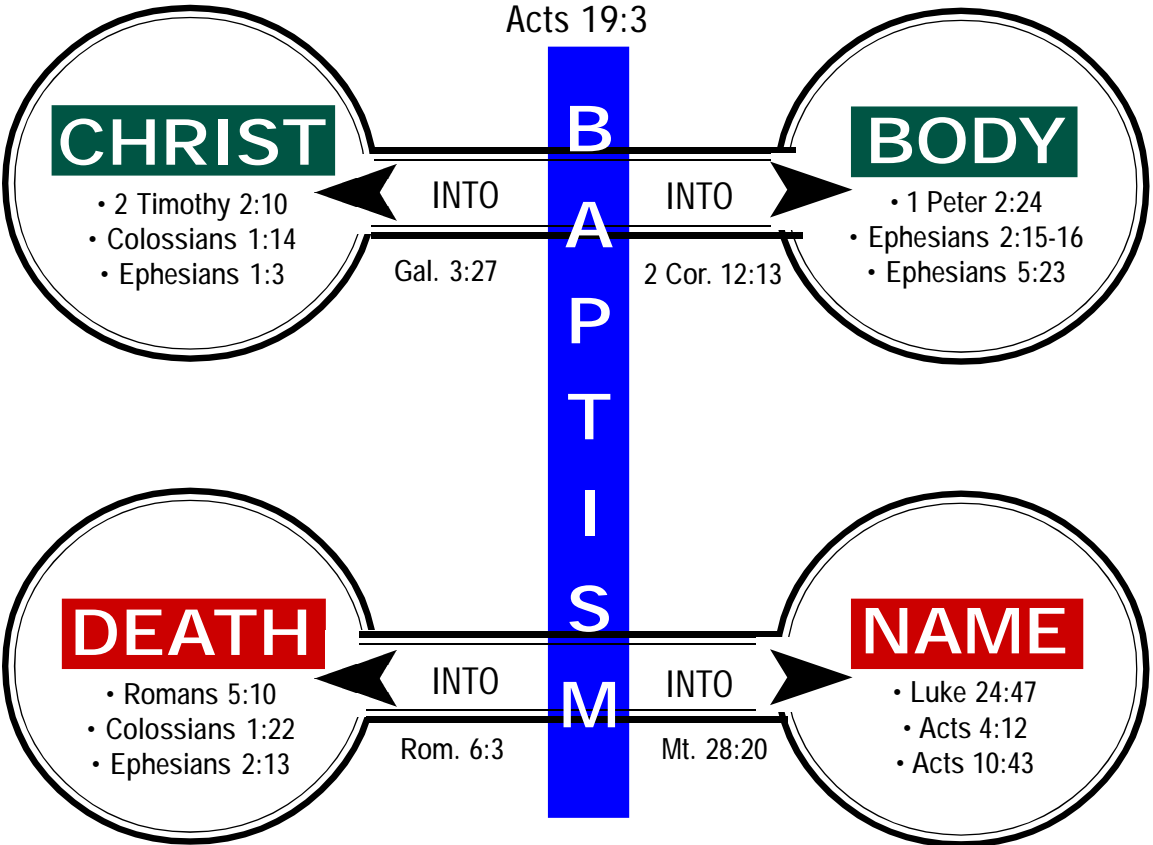 Acts 19:3
CHRIST
• 2 Timothy 2:10
• Colossians 1:14
• Ephesians 1:3
INTO
Gal. 3:27
BAPTISM
INTO
2 Cor. 12:13
BODY
• 1 Peter 2:24
• Ephesians 2:15-16
• Ephesians 5:23
DEATH
• Romans 5:10
• Colossians 1:22
• Ephesians 2:13
INTO
Rom. 6:3
INTO
Mt. 28:20
NAME
• Luke 24:47
• Acts 4:12
• Acts 10:43